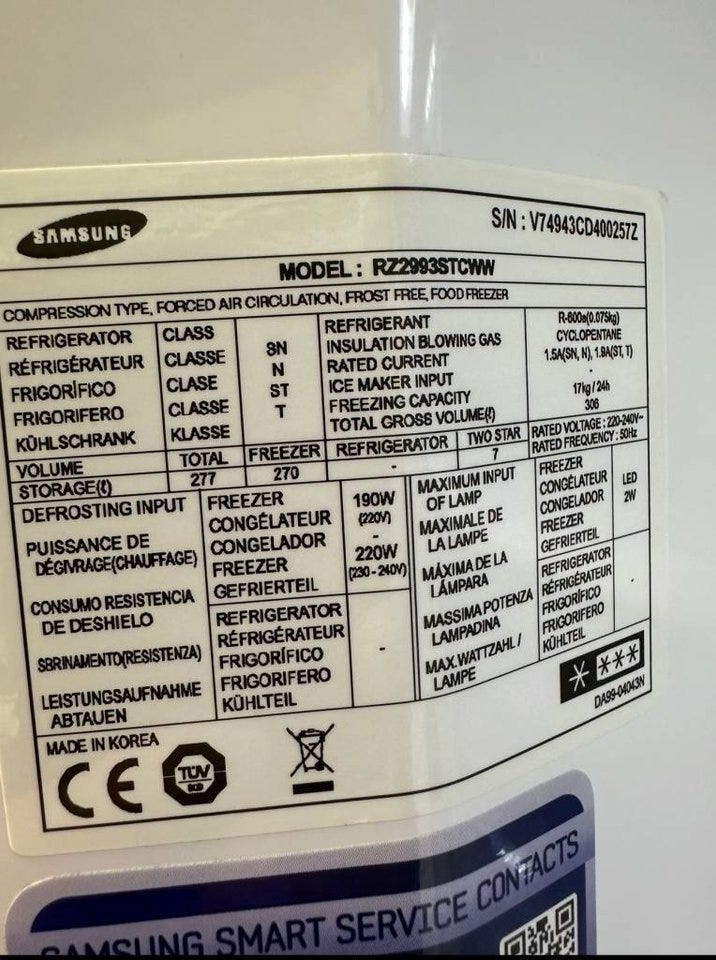 SAMSUNG
S/N : V74943CD400257Z
MODEL : RZ2993STCWW
COMPRESSION TYPE, FORCED AIR CIRCULATION, FROST FREE, FOOD FREEZER
REFRIGERATOR CLASS
RÉFRIGÉRATEUR CLASSE
FRIGORÍFICO CLASE
FRIGORIFERO CLASSE
KÜHLSCHRANK KLASSE
SN
N
ST
T
REFRIGERANT R-600a(0.075kg)
INSULATION BLOWING GAS CYCLOPENTANE
RATED CURRENT 1.5A(SN, N), 1.9A(ST, T)
ICE MAKER INPUT -
FREEZING CAPACITY 17kg / 24h
TOTAL GROSS VOLUME(ℓ) 306
VOLUME TOTAL FREEZER REFRIGERATOR TWO STAR
STORAGE(ℓ) 277 270 - 7
RATED VOLTAGE : 220-240V~
RATED FREQUENCY : 50Hz
DEFROSTING INPUT
PUISSANCE DE
DÉGIVRAGE(CHAUFFAGE)
CONSUMO RESISTENCIA
DE DESHIELO
SBRINAMENTO(RESISTENZA)
LEISTUNGSAUFNAHME
ABTAUEN
FREEZER
CONGÉLATEUR
CONGELADOR
FREEZER
GEFRIERTEIL
190W
(220V)
-
220W
(230 - 240V)
REFRIGERATOR
RÉFRIGÉRATEUR
FRIGORÍFICO
FRIGORIFERO
KÜHLTEIL
-
MAXIMUM INPUT
OF LAMP
MAXIMALE DE
LA LAMPE
MÁXIMA DE LA
LÁMPARA
MASSIMA POTENZA
LAMPADINA
MAX.WATTZAHL /
LAMPE
FREEZER
CONGÉLATEUR
CONGELADOR
FREEZER
GEFRIERTEIL
LED
2W
REFRIGERATOR
RÉFRIGÉRATEUR
FRIGORÍFICO
FRIGORIFERO
KÜHLTEIL
-
DA99-04043N
MADE IN KOREA
CE
TÜV
SAMSUNG SMART SERVICE CONTACTS